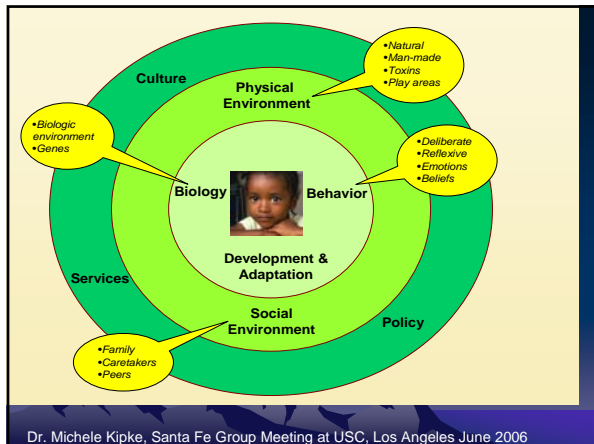 •Natural
•Man-made
•Toxins
•Play areas
Culture
Physical
Environment
•Biologic
environment
•Genes
•Deliberate
•Reflexive
•Emotions
•Beliefs
Biology
Behavior
Development &
Adaptation
Services
Social
Environment
Policy
•Family
•Caretakers
•Peers
Dr. Michele Kipke, Santa Fe Group Meeting at USC, Los Angeles June 2006